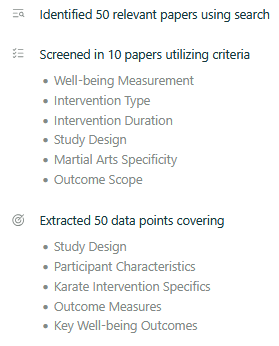 Identified 50 relevant papers using search
Screened in 10 papers utilizing criteria
• Well-being Measurement
• Intervention Type
• Intervention Duration
• Study Design
• Martial Arts Specificity
• Outcome Scope
Extracted 50 data points covering
• Study Design
• Participant Characteristics
• Karate Intervention Specifics
• Outcome Measures
• Key Well-being Outcomes